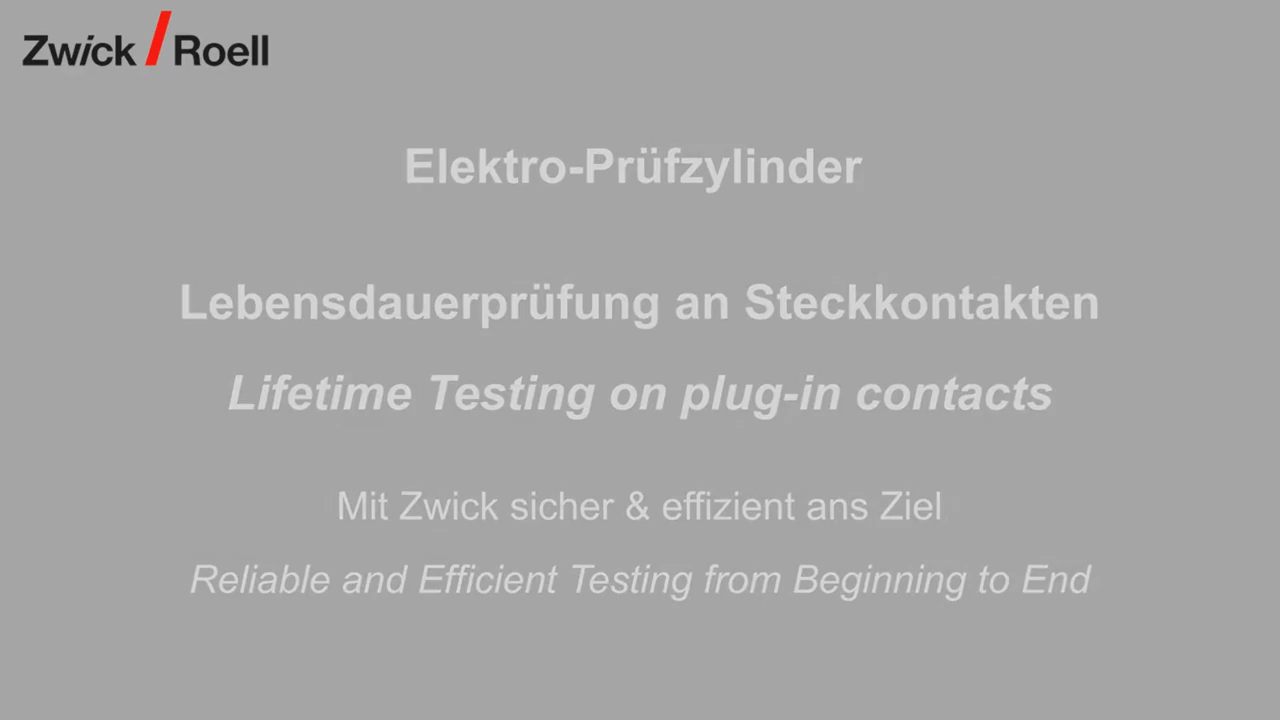 Zwick / Roell
Elektro-Prüfzylinder
Lebensdauerprüfung an Steckkontakten
Lifetime Testing on plug-in contacts
Mit Zwick sicher & effizient ans Ziel
Reliable and Efficient Testing from Beginning to End